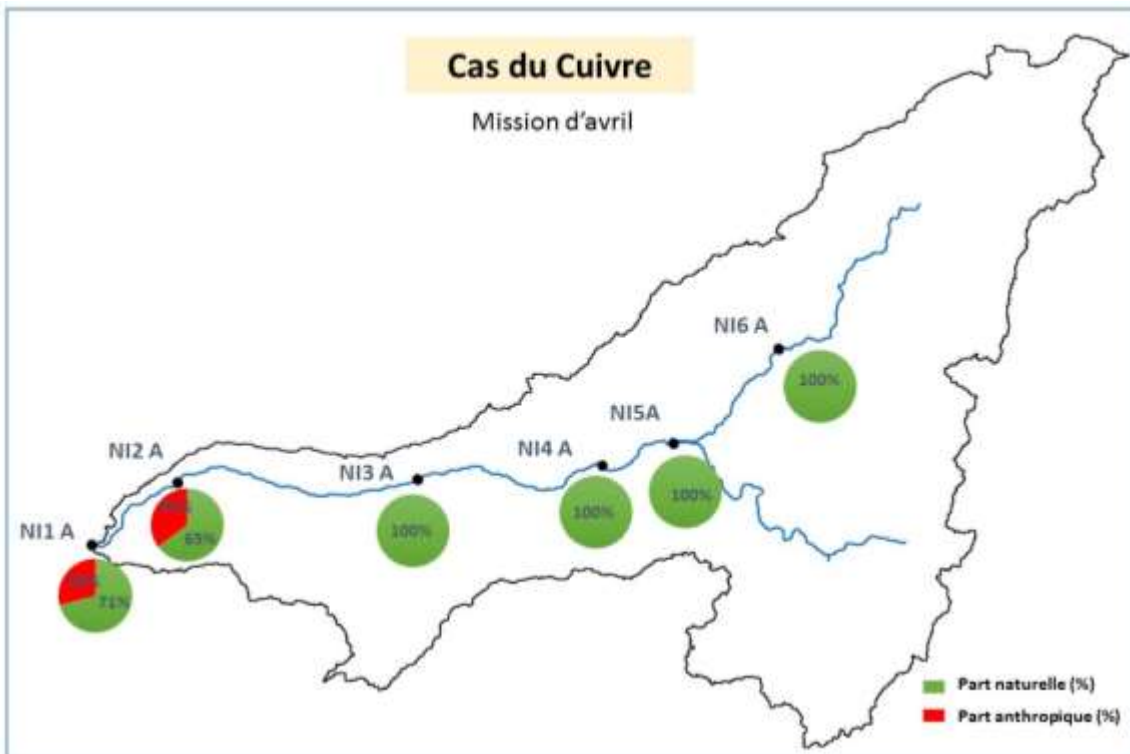 Cas du Cuivre
Mission d'avril
NI6 A
100%
NI5A
100%
NI4 A
100%
NI3 A
100%
NI2 A
65%
NI1 A
71%
Part naturelle (%)
Part anthropique (%)